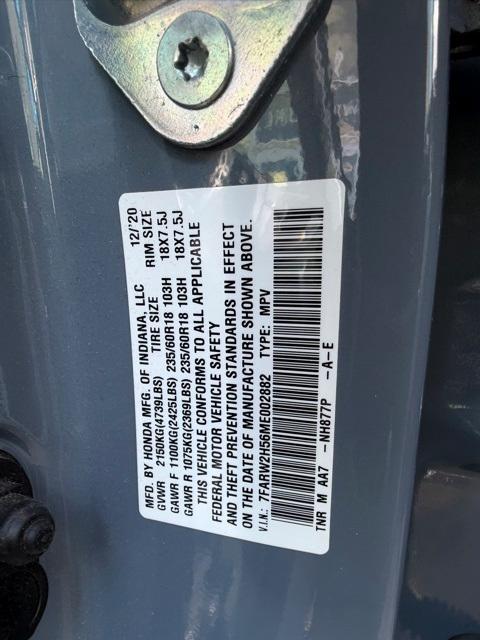 MFD. BY HONDA MFG. OF INDIANA, LLC 12/'20
GVWR 2150KG(4739LBS) TIRE SIZE RIM SIZE
GAWR F 1100KG(2425LBS) 235/60R18 103H 18X7.5J
GAWR R 1075KG(2369LBS) 235/60R18 103H 18X7.5J
THIS VEHICLE CONFORMS TO ALL APPLICABLE
FEDERAL MOTOR VEHICLE SAFETY
AND THEFT PREVENTION STANDARDS IN EFFECT
ON THE DATE OF MANUFACTURE SHOWN ABOVE.
V.I.N.: 7FARW2H56ME002882 TYPE: MPV
TNR M AA7 -NH877P -A-E